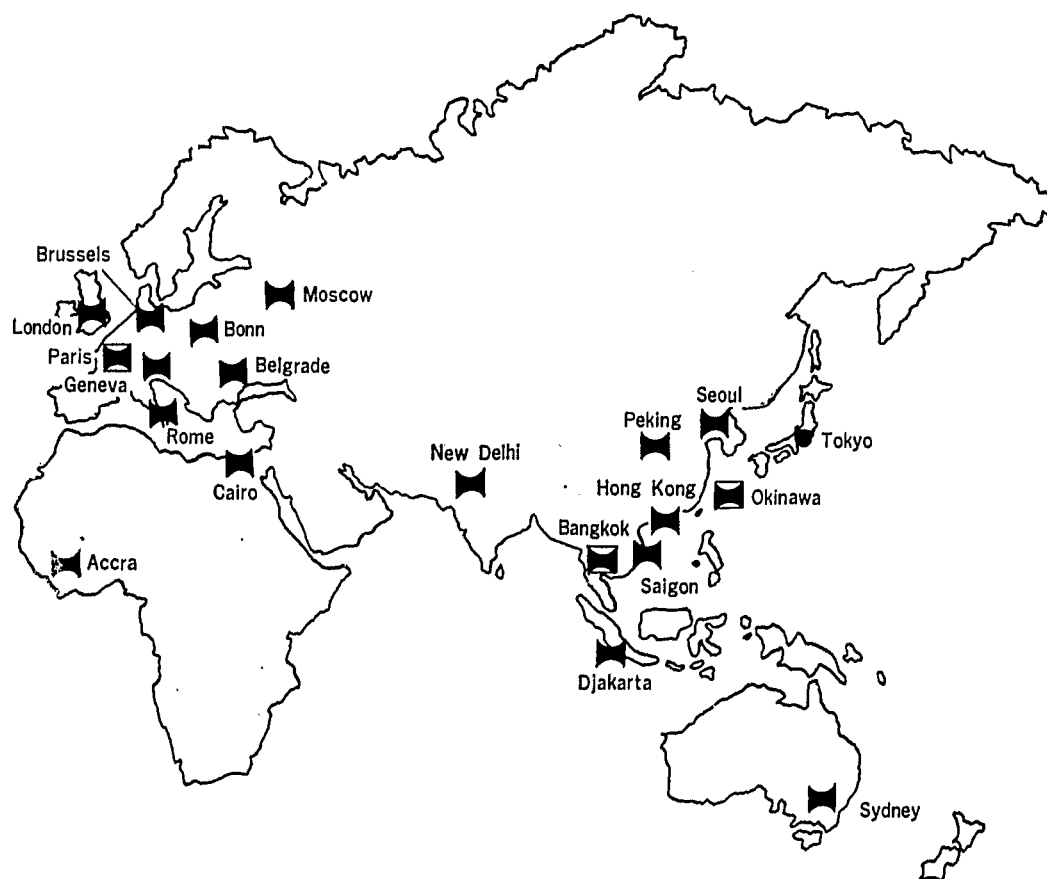 Brussels
Moscow
London
Bonn
Paris
Geneva
Belgrade
Rome
Cairo
Accra
New Delhi
Seoul
Peking
Tokyo
Hong Kong
Okinawa
Bangkok
Saigon
Djakarta
Sydney